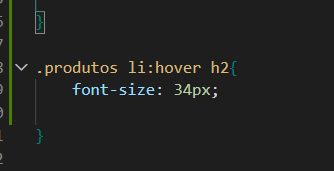 }
.produtos li:hover h2{
font-size: 34px;
}